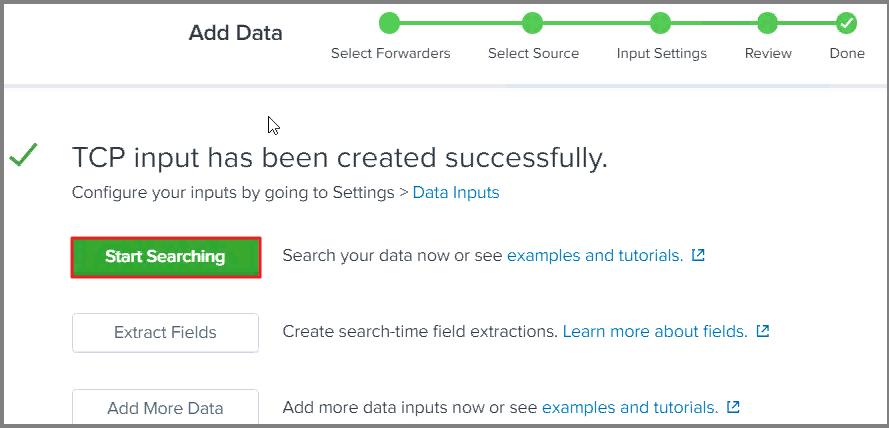 Add Data
Select Forwarders
Select Source
Input Settings
Review
Done
TCP input has been created successfully.
Configure your inputs by going to Settings > Data Inputs
Start Searching
Search your data now or see examples and tutorials.
Extract Fields
Create search-time field extractions. Learn more about fields.
Add More Data
Add more data inputs now or see examples and tutorials.